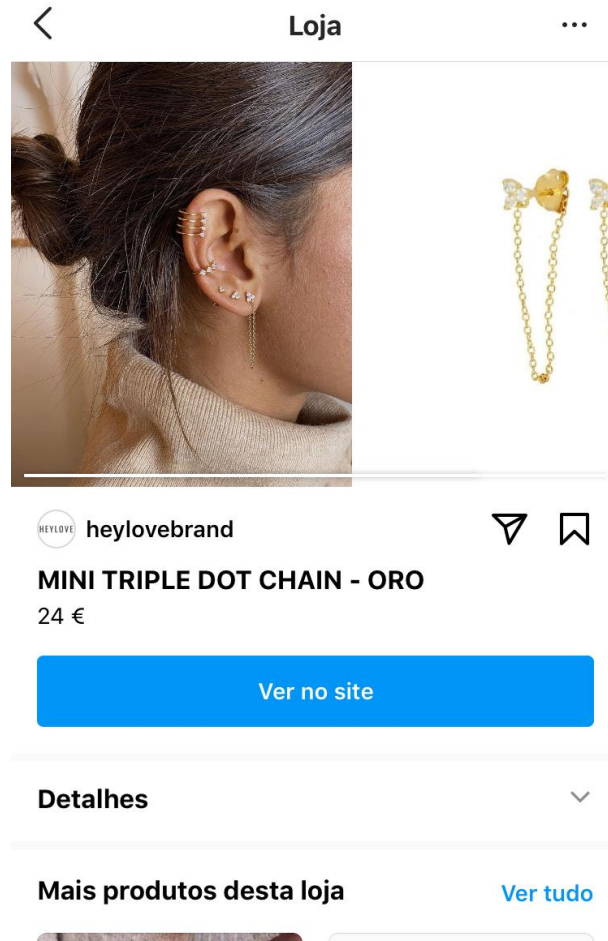 Loja
HEYLOVE
heylovebrand
MINI TRIPLE DOT CHAIN - ORO
24 €
Ver no site
Detalhes
Mais produtos desta loja
Ver tudo